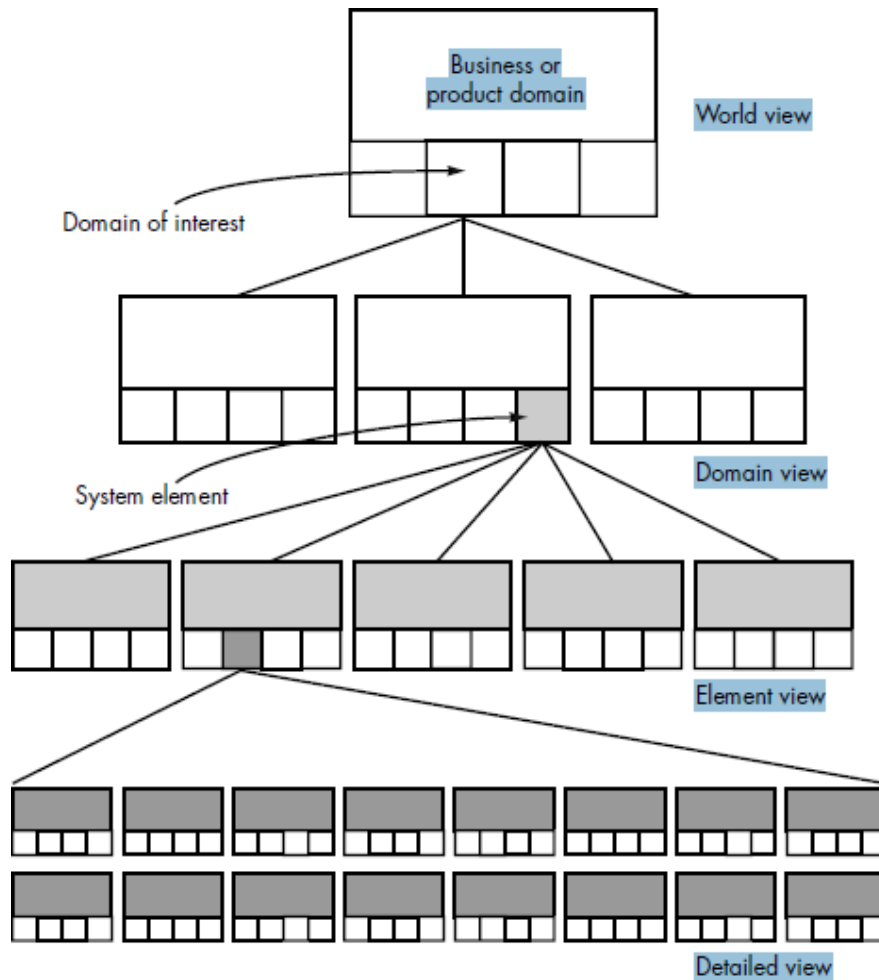 Business or
product domain
World view
Domain of interest
System element
Domain view
Element view
Detailed view